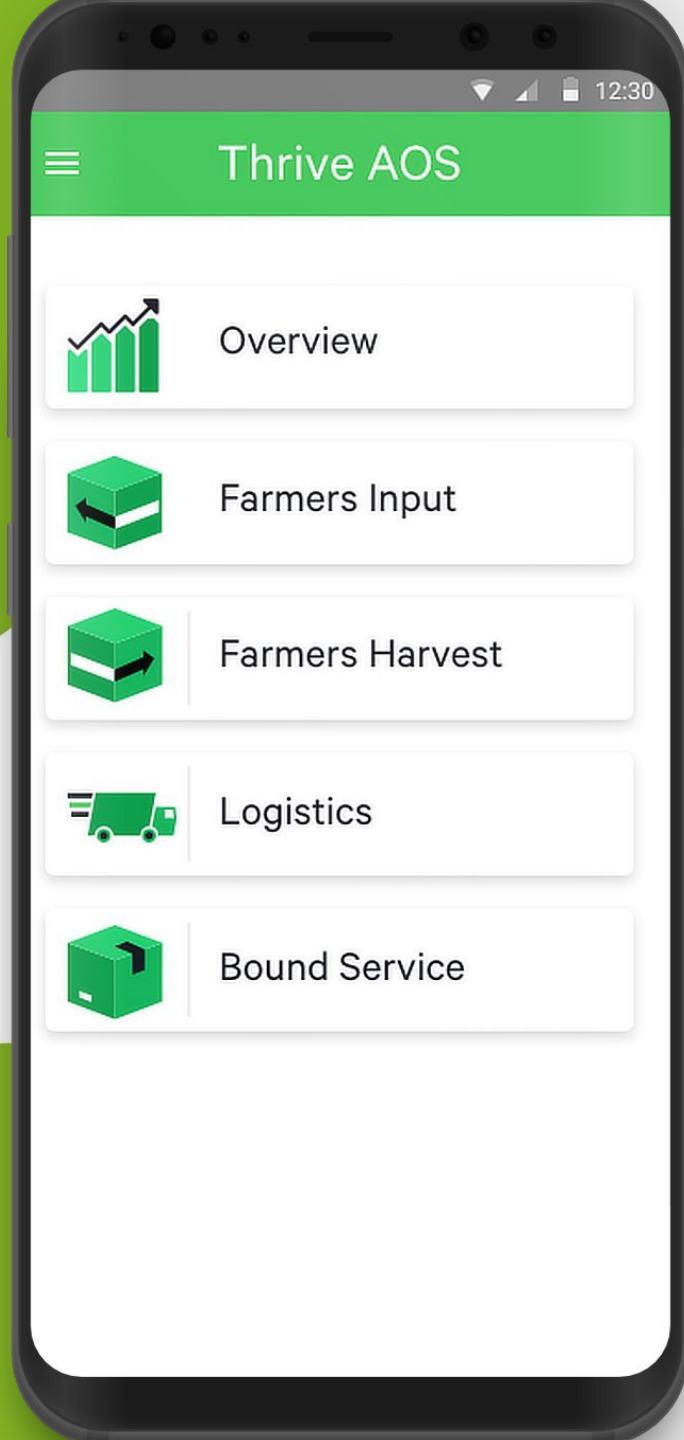 12:30
Thrive AOS
Overview
Farmers Input
Farmers Harvest
Logistics
Bound Service